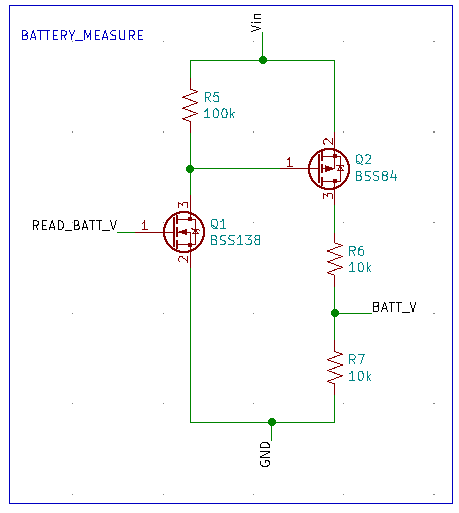 BATTERY_MEASURE
Vin
R5
100k
2
1
Q2
BSS84
3
3
READ_BATT_V
1
Q1
BSS138
2
R6
10k
BATT_V
R7
10k
GND